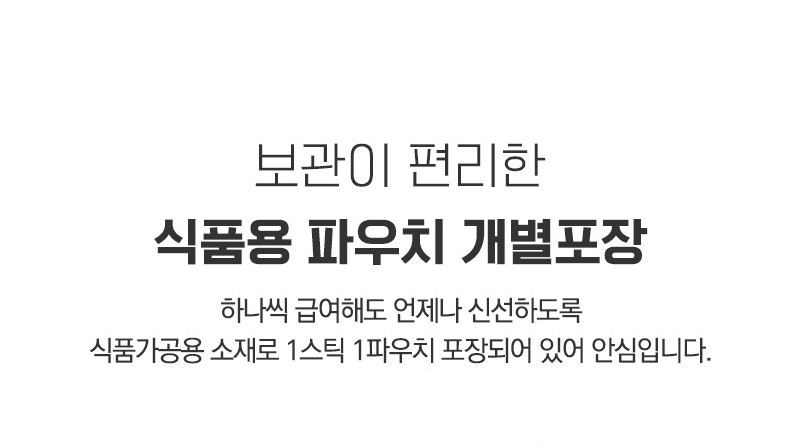 보관이 편리한
식품용 파우치 개별포장
하나씩 급여해도 언제나 신선하도록
식품가공용 소재로 1스틱 1파우치 포장되어 있어 안심입니다.